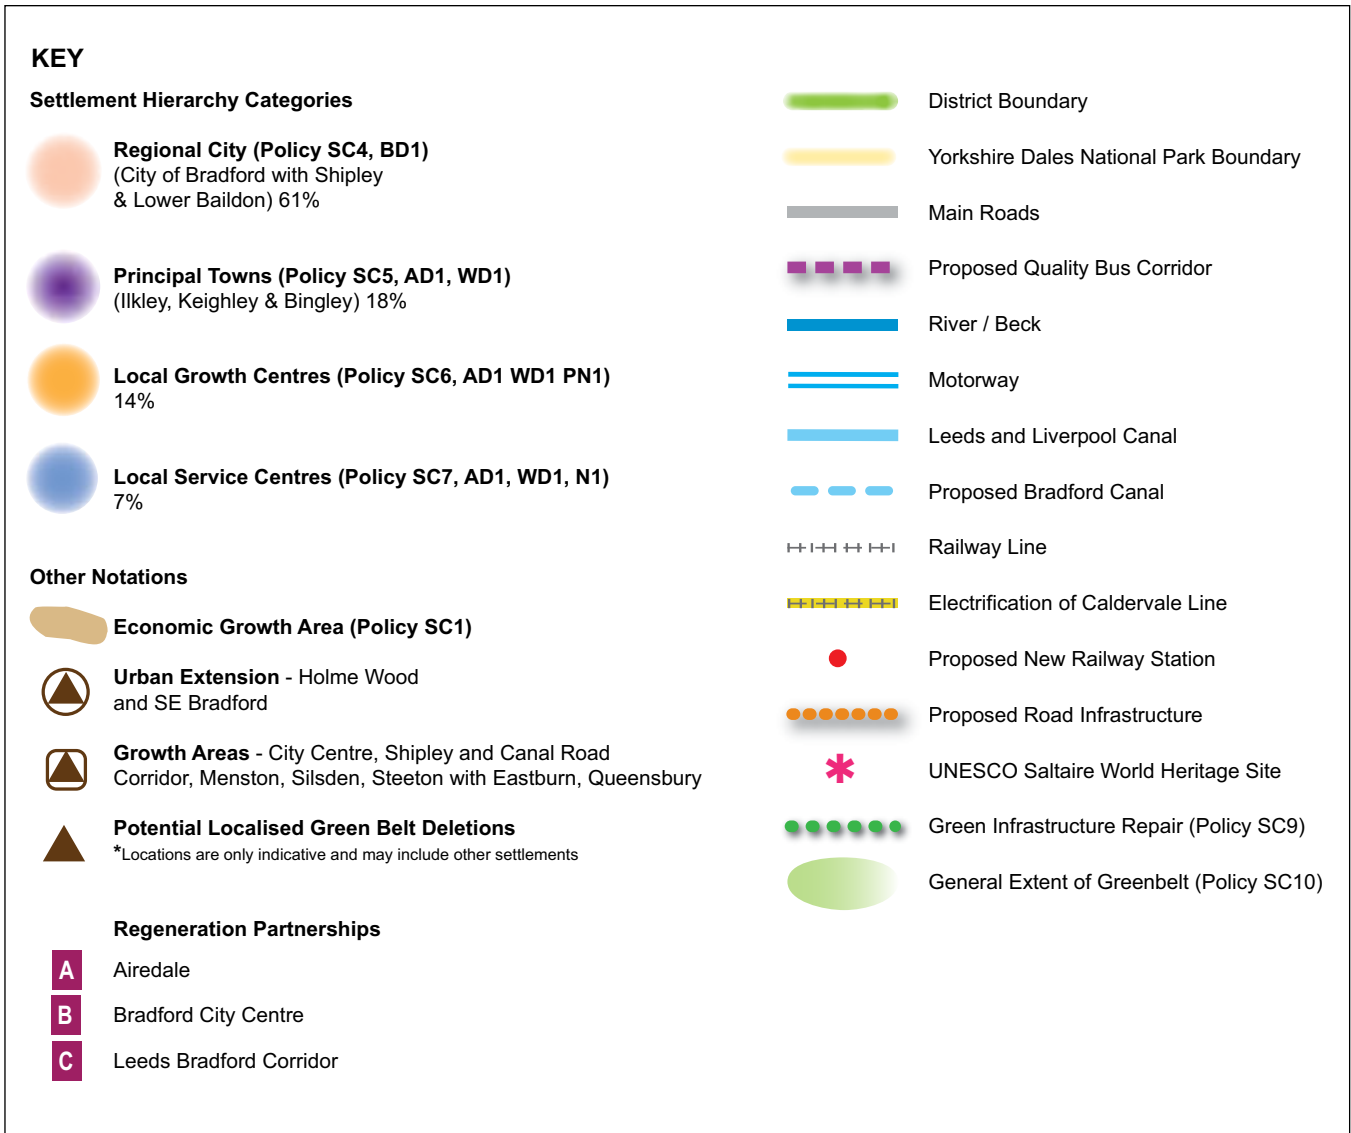 KEY
Settlement Hierarchy Categories
Regional City (Policy SC4, BD1)
(City of Bradford with Shipley
& Lower Baildon) 61%
Principal Towns (Policy SC5, AD1, WD1)
(Ilkley, Keighley & Bingley) 18%
Local Growth Centres (Policy SC6, AD1 WD1 PN1)
14%
Local Service Centres (Policy SC7, AD1, WD1, N1)
7%
Other Notations
Economic Growth Area (Policy SC1)
Urban Extension - Holme Wood
and SE Bradford
Growth Areas - City Centre, Shipley and Canal Road
Corridor, Menston, Silsden, Steeton with Eastburn, Queensbury
Potential Localised Green Belt Deletions
*Locations are only indicative and may include other settlements
Regeneration Partnerships
A Airedale
B Bradford City Centre
C Leeds Bradford Corridor
District Boundary
Yorkshire Dales National Park Boundary
Main Roads
Proposed Quality Bus Corridor
River / Beck
Motorway
Leeds and Liverpool Canal
Proposed Bradford Canal
Railway Line
Electrification of Caldervale Line
Proposed New Railway Station
Proposed Road Infrastructure
UNESCO Saltaire World Heritage Site
Green Infrastructure Repair (Policy SC9)
General Extent of Greenbelt (Policy SC10)